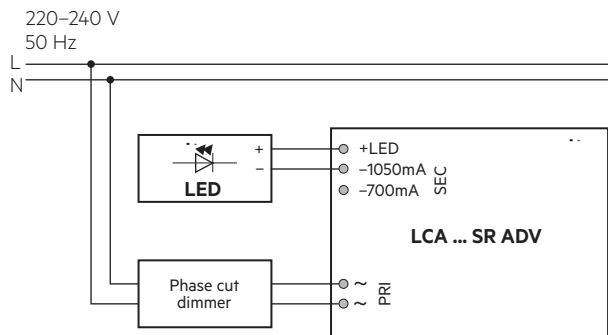 220–240 V
50 Hz
L
N
+
–
LED
+LED
–1050mA
–700mA
SEC
LCA ... SR ADV
Phase cut
dimmer
~
~
PRI